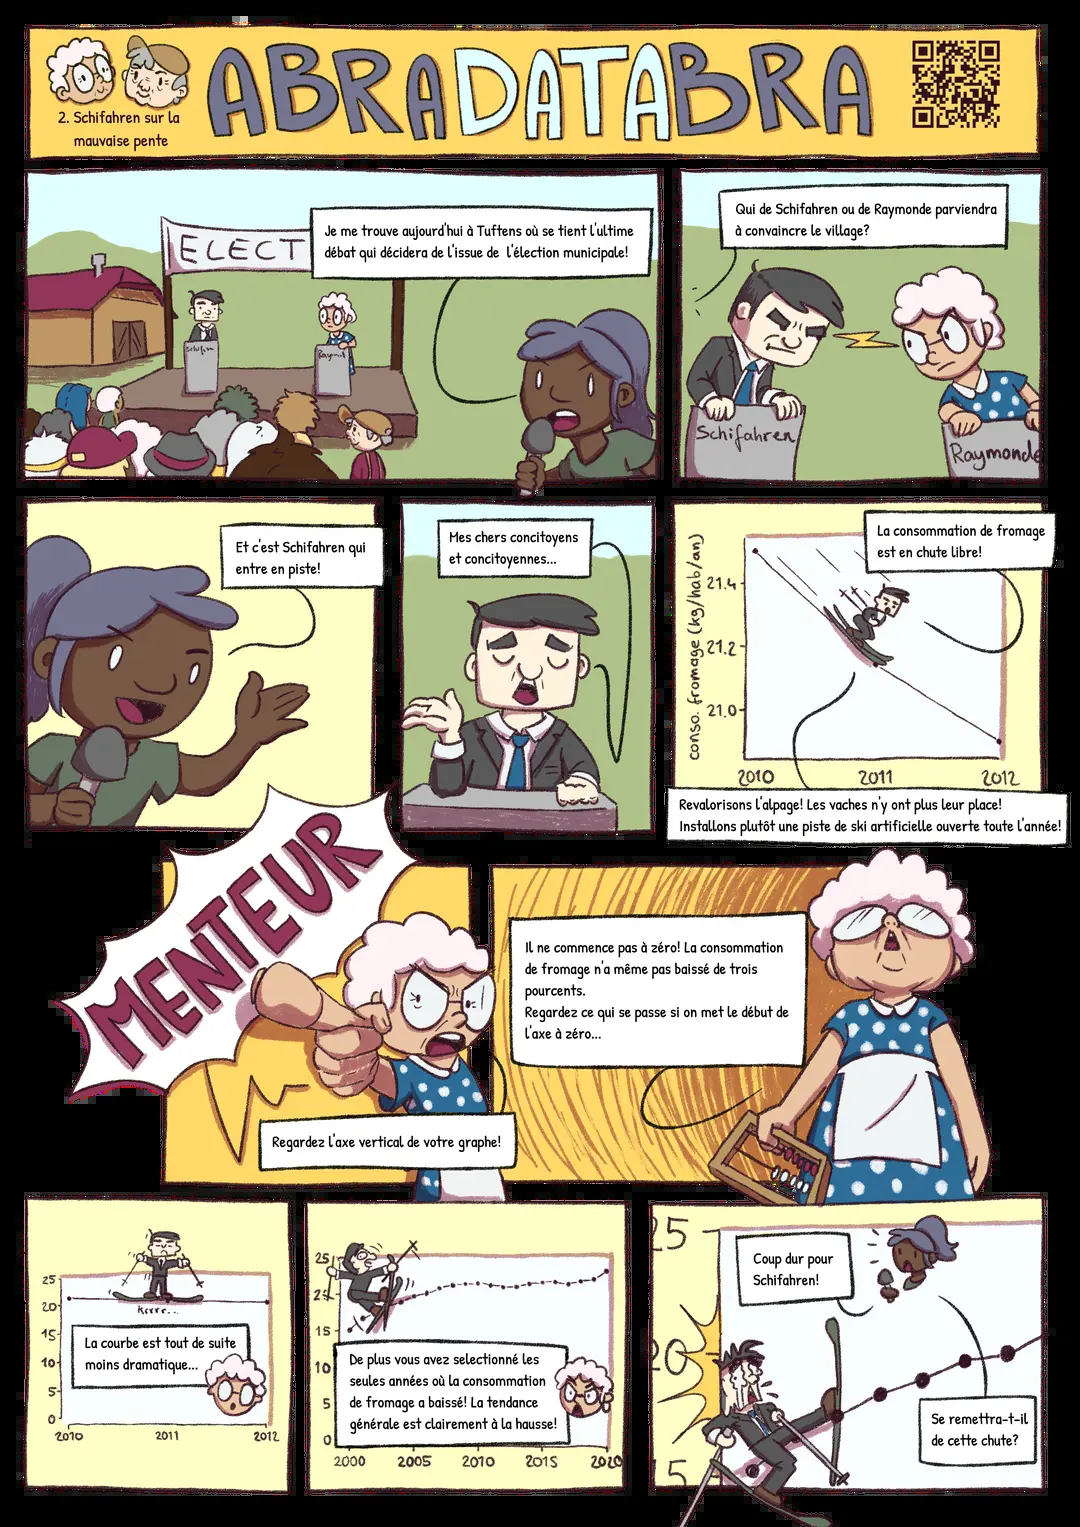 ABRADATABRA
2. Schifahren sur la
mauvaise pente
ELECT
Je me trouve aujourd'hui à Tuftens où se tient l'ultime
débat qui décidera de l'issue de l'élection municipale!
Raymond
Qui de Schifahren ou de Raymonde parviendra
à convaincre le village?
Schifahren
Raymonde
Et c'est Schifahren qui
entre en piste!
Mes chers concitoyens
et concitoyennes...
La consommation de fromage
est en chute libre!
conso. fromage (kg/hab/an)
21.4
21.2
21.0
2010 2011 2012
Revalorisons l'alpage! Les vaches n'y ont plus leur place!
Installons plutôt une piste de ski artificielle ouverte toute l'année!
MENTEUR
Regardez l'axe vertical de votre graphe!
Il ne commence pas à zéro! La consommation
de fromage n'a même pas baissé de trois
pourcents.
Regardez ce qui se passe si on met le début de
l'axe à zéro...
Krrrr...
25
20
15
10
5
0
2010 2011 2012
La courbe est tout de suite
moins dramatique...
25
2
15
10
5
0
2000 2005 2010 2015 2020
De plus vous avez selectionné les
seules années où la consommation
de fromage a baissé! La tendance
générale est clairement à la hausse!
25
20
15
Coup dur pour
Schifahren!
Se remettra-t-il
de cette chute?